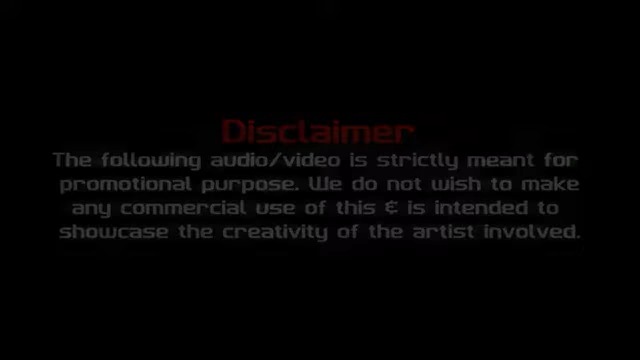 Disclaimer
The following audio/video is strictly meant for
promotional purpose. We do not wish to make
any commercial use of this & is intended to
showcase the creativity of the artist involved.